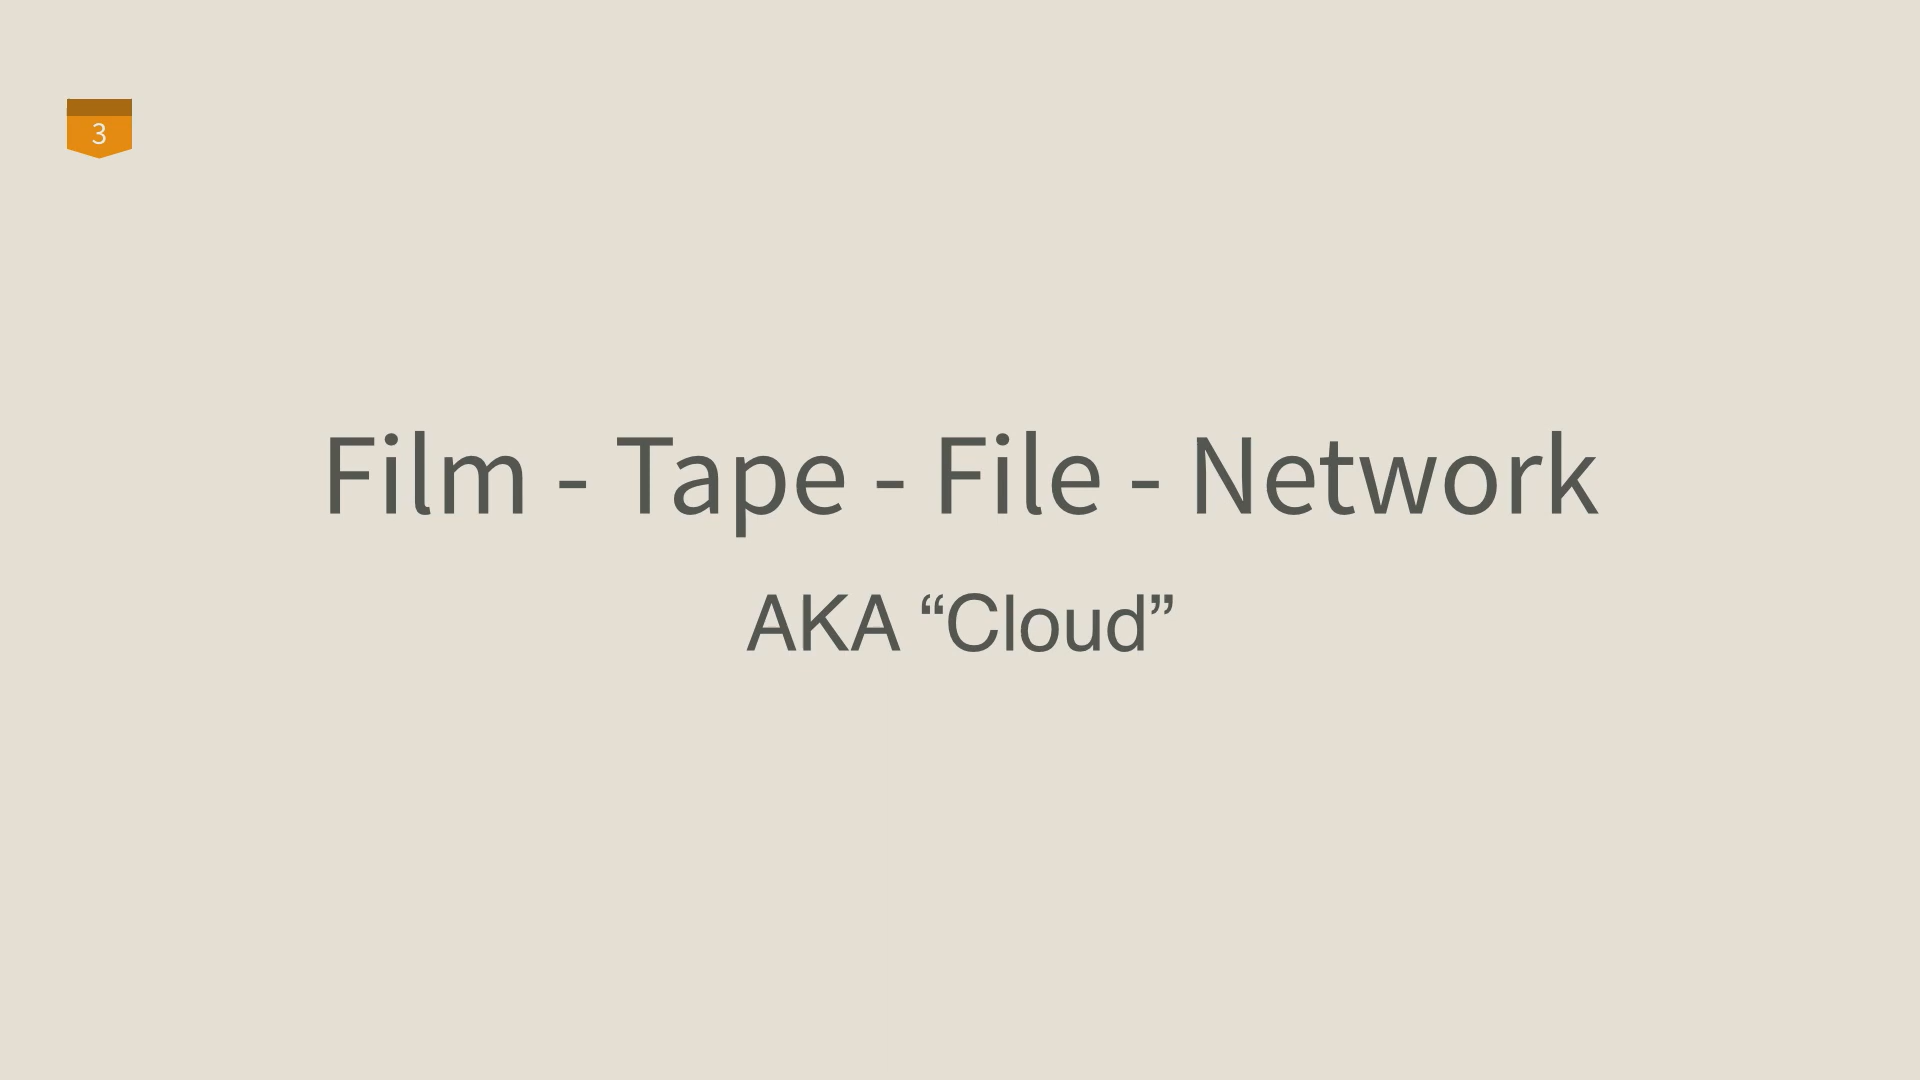 3
Film - Tape - File - Network
AKA “Cloud”